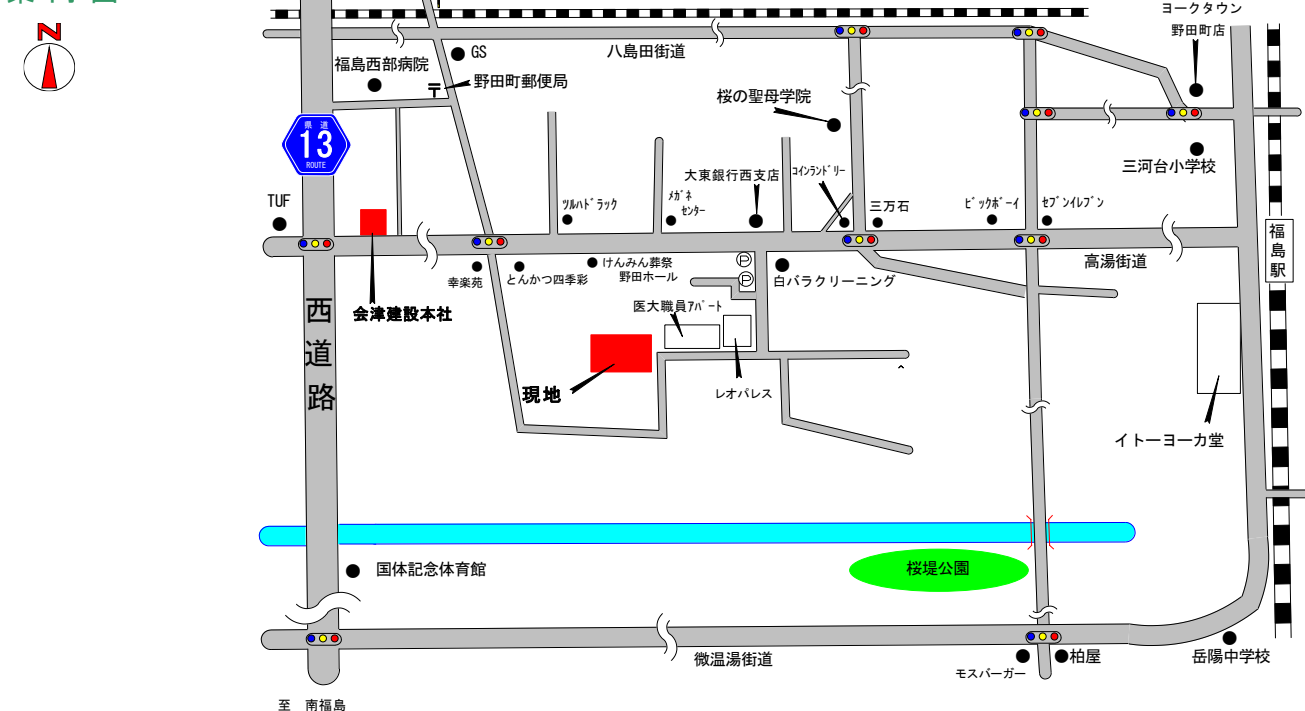 N
ヨークタウン
野田町店
GS
八島田街道
福島西部病院
〒
野田町郵便局
桜の聖母学院
県道
13
ROUTE
三河台小学校
大東銀行西支店
コインランドリー
TUF
ツルハドラック
メガネ
センター
三万石
ビックボーイ
セブンイレブン
福島駅
高湯街道
幸楽苑
とんかつ四季彩
けんみん葬祭
野田ホール
P
P
白バラクリーニング
西道路
会津建設本社
医大職員アパート
現地
レオパレス
イトーヨーカ堂
国体記念体育館
桜堤公園
微温湯街道
モスバーガー
柏屋
岳陽中学校
至 南福島